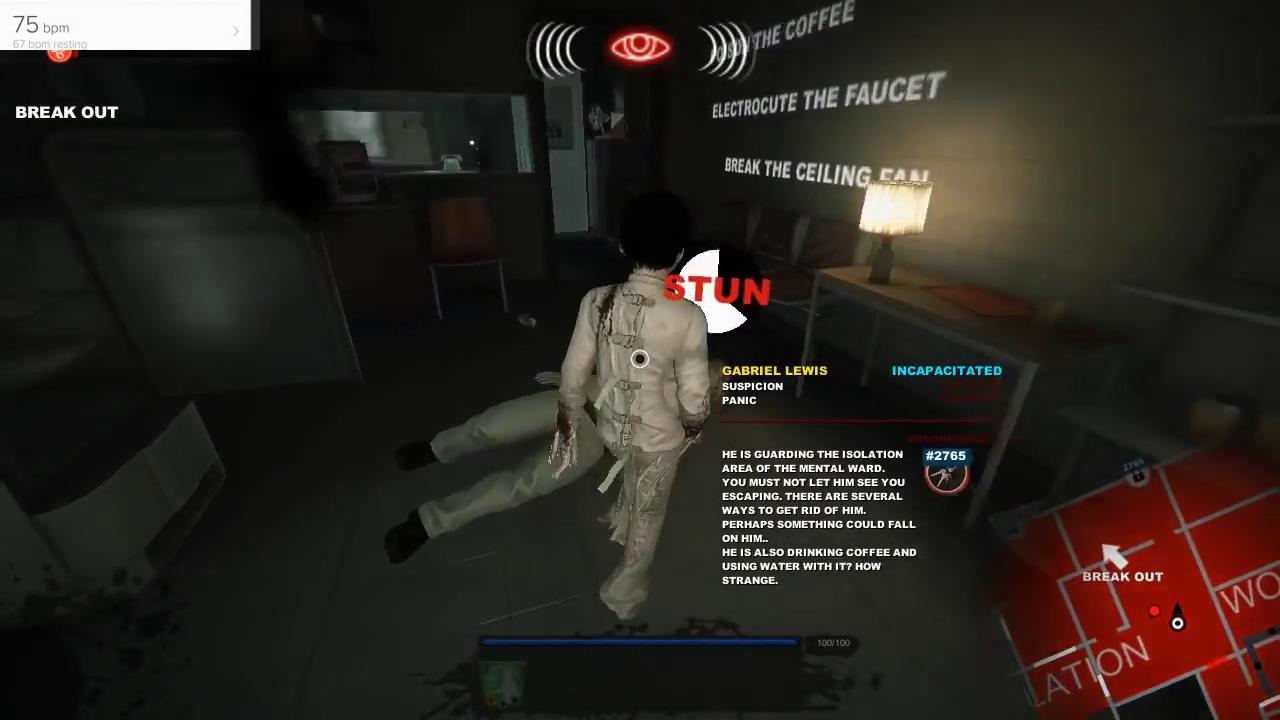 75 bpm
67 bpm resting
BREAK OUT
THE COFFEE
ELECTROCUTE THE FAUCET
BREAK THE CEILING FAN
STUN
GABRIEL LEWIS INCAPACITATED
SUSPICION
PANIC
#2765
HE IS GUARDING THE ISOLATION
AREA OF THE MENTAL WARD.
YOU MUST NOT LET HIM SEE YOU
ESCAPING. THERE ARE SEVERAL
WAYS TO GET RID OF HIM.
PERHAPS SOMETHING COULD FALL
ON HIM..
HE IS ALSO DRINKING COFFEE AND
USING WATER WITH IT? HOW
STRANGE.
2765
BREAK OUT
WO
LATION
100/100